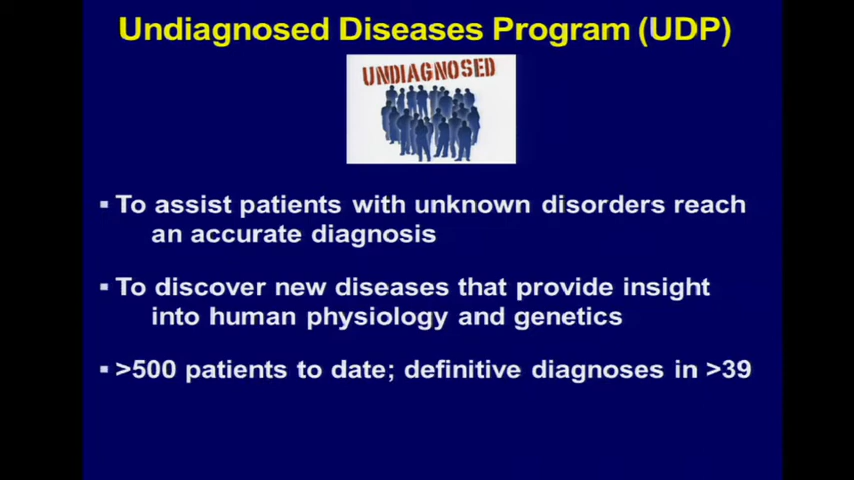 Undiagnosed Diseases Program (UDP)
UNDIAGNOSED
▪ To assist patients with unknown disorders reach
an accurate diagnosis
▪ To discover new diseases that provide insight
into human physiology and genetics
▪ >500 patients to date; definitive diagnoses in >39